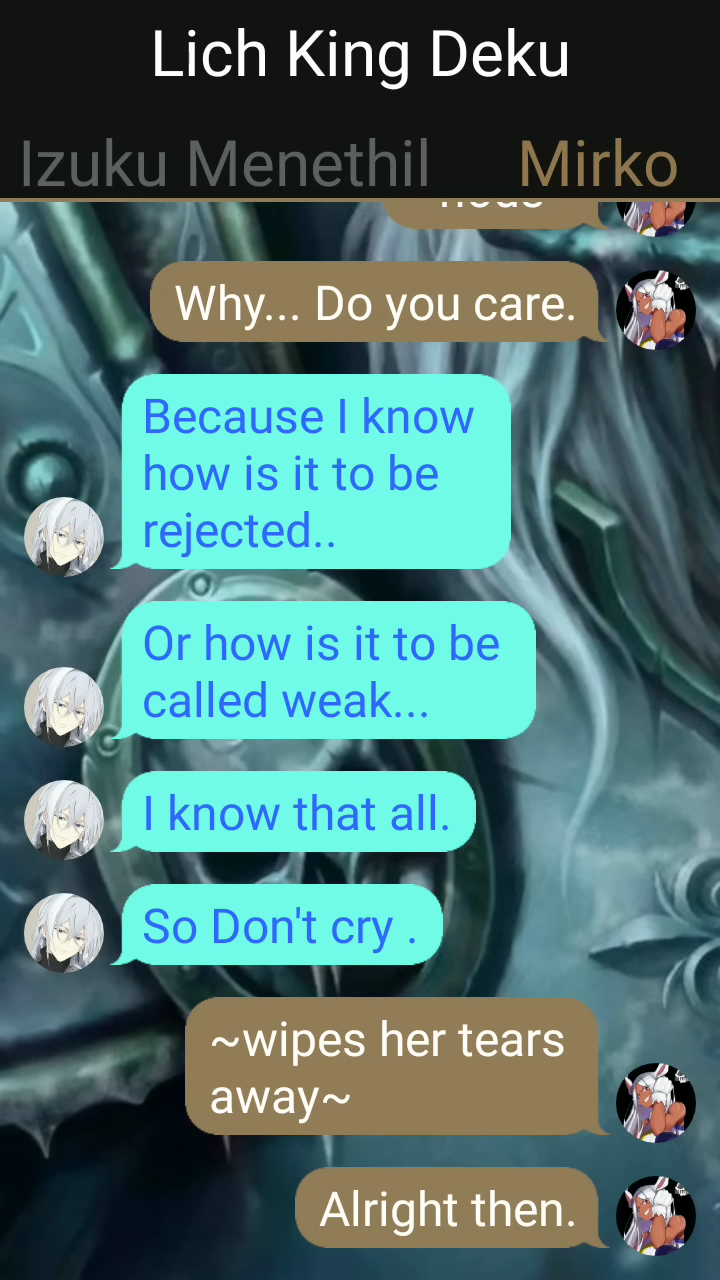 Lich King Deku
Izuku Menethil
Mirko
Why... Do you care.
Because I know
how is it to be
rejected..
Or how is it to be
called weak...
I know that all.
So Don't cry .
~wipes her tears
away~
Alright then.